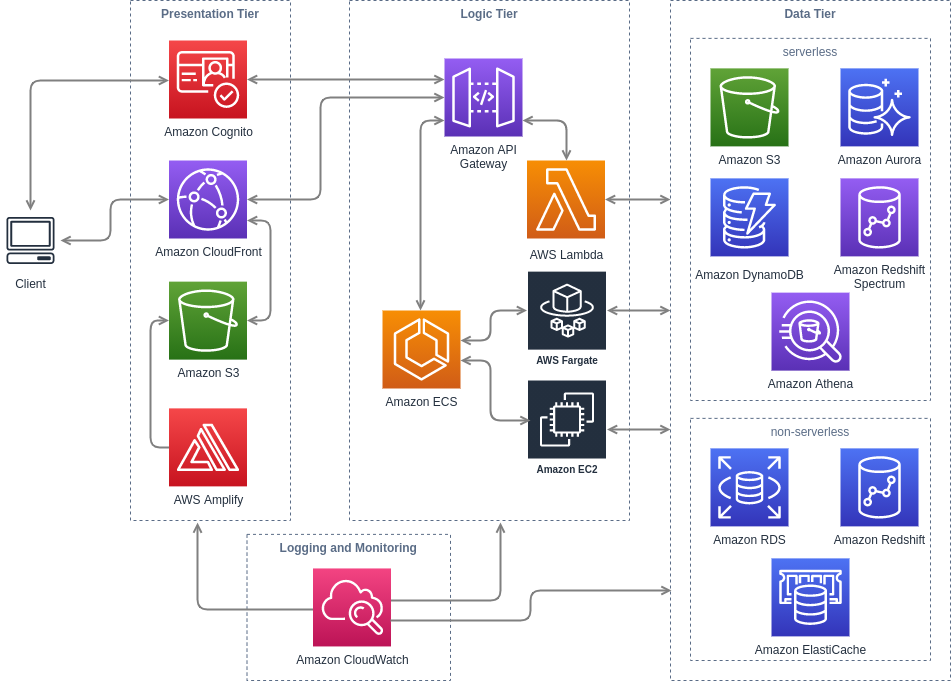 Presentation Tier
Logic Tier
Data Tier
serverless
Amazon Cognito
Amazon API
Gateway
Amazon S3
Amazon Aurora
Amazon CloudFront
AWS Lambda
Amazon DynamoDB
Amazon Redshift
Spectrum
Client
Amazon S3
AWS Fargate
Amazon Athena
Amazon ECS
non-serverless
Amazon EC2
AWS Amplify
Amazon RDS
Amazon Redshift
Logging and Monitoring
Amazon CloudWatch
Amazon ElastiCache